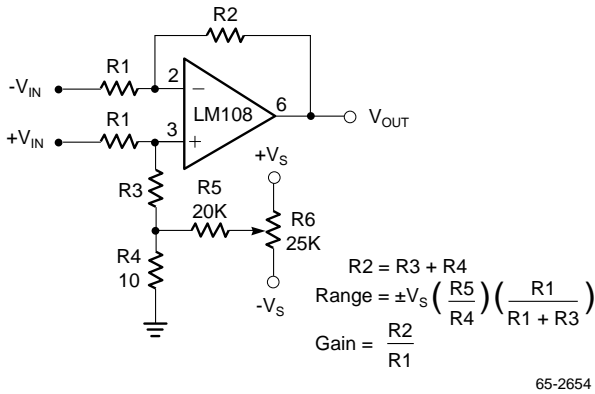 R2
R1
-VIN
2
−
LM108
6
VOUT
R1
+VIN
3
+
+VS
R3
R5
20K
R6
25K
R4
10
-VS
R2 = R3 + R4
Range = ±VS (R5/R4) (R1/(R1 + R3))
Gain = R2/R1
65-2654